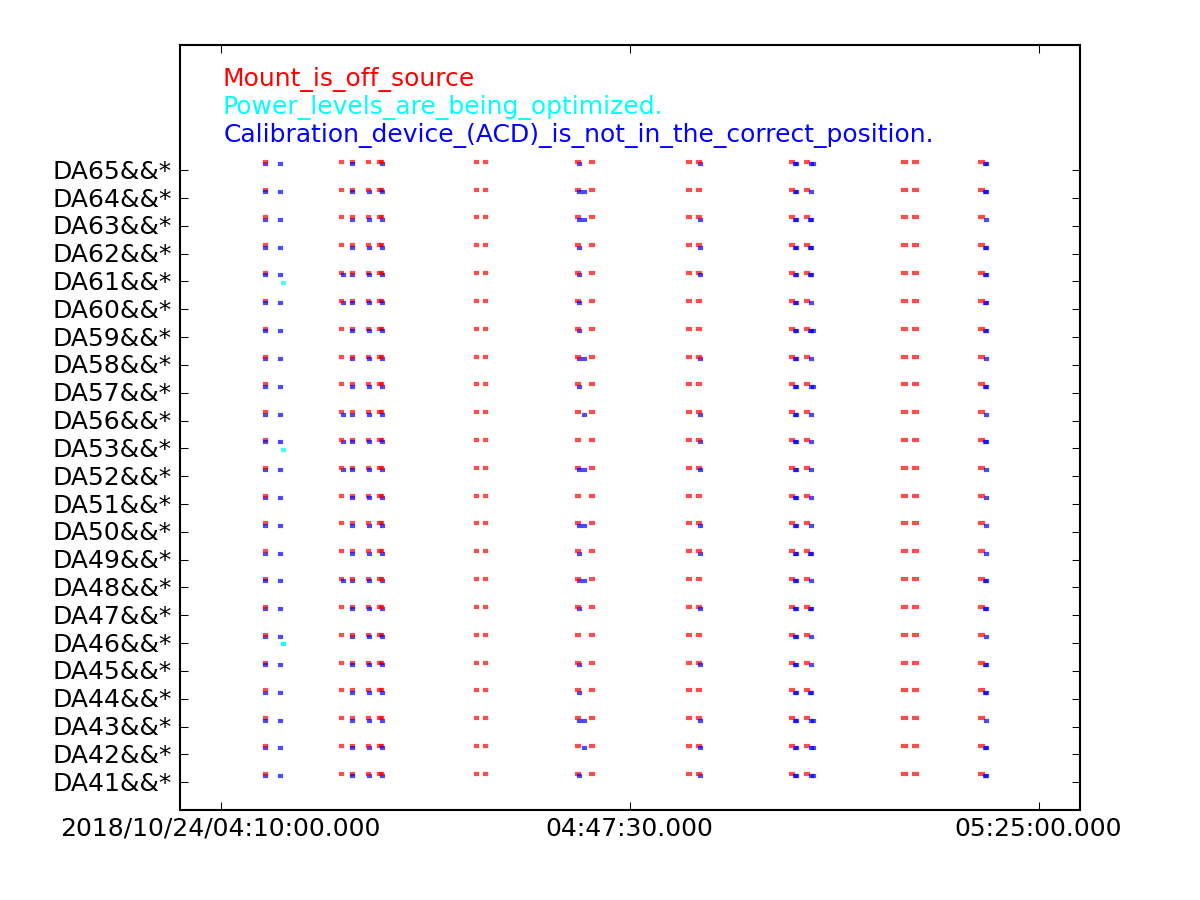 Mount_is_off_source
Power_levels_are_being_optimized.
Calibration_device_(ACD)_is_not_in_the_correct_position.
DA65&&*
DA64&&*
DA63&&*
DA62&&*
DA61&&*
DA60&&*
DA59&&*
DA58&&*
DA57&&*
DA56&&*
DA53&&*
DA52&&*
DA51&&*
DA50&&*
DA49&&*
DA48&&*
DA47&&*
DA46&&*
DA45&&*
DA44&&*
DA43&&*
DA42&&*
DA41&&*
2018/10/24/04:10:00.000 04:47:30.000 05:25:00.000